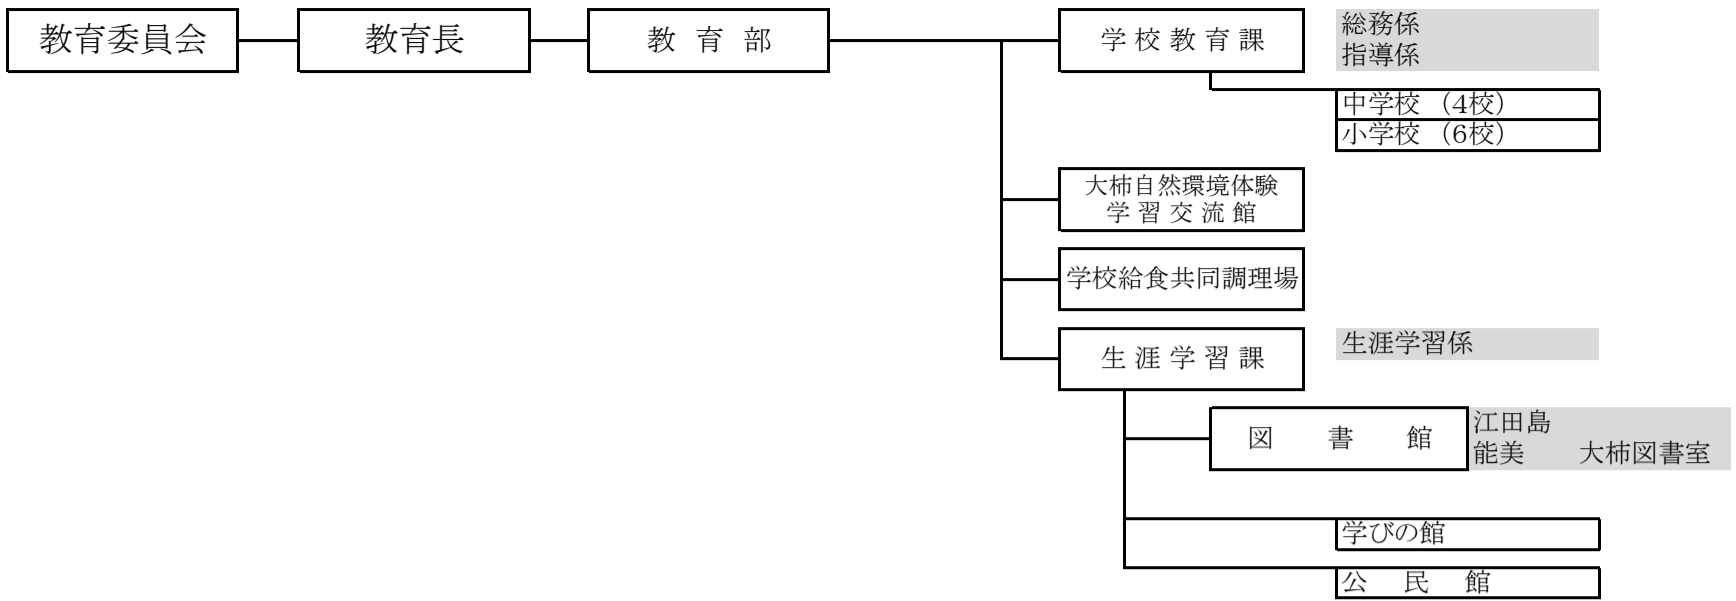 教育委員会
教育長
教育部
学校教育課
総務係
指導係
中学校 （4校）
小学校 （6校）
大柿自然環境体験
学習交流館
学校給食共同調理場
生涯学習課
生涯学習係
図書館
江田島
能美 大柿図書室
学びの館
公民館